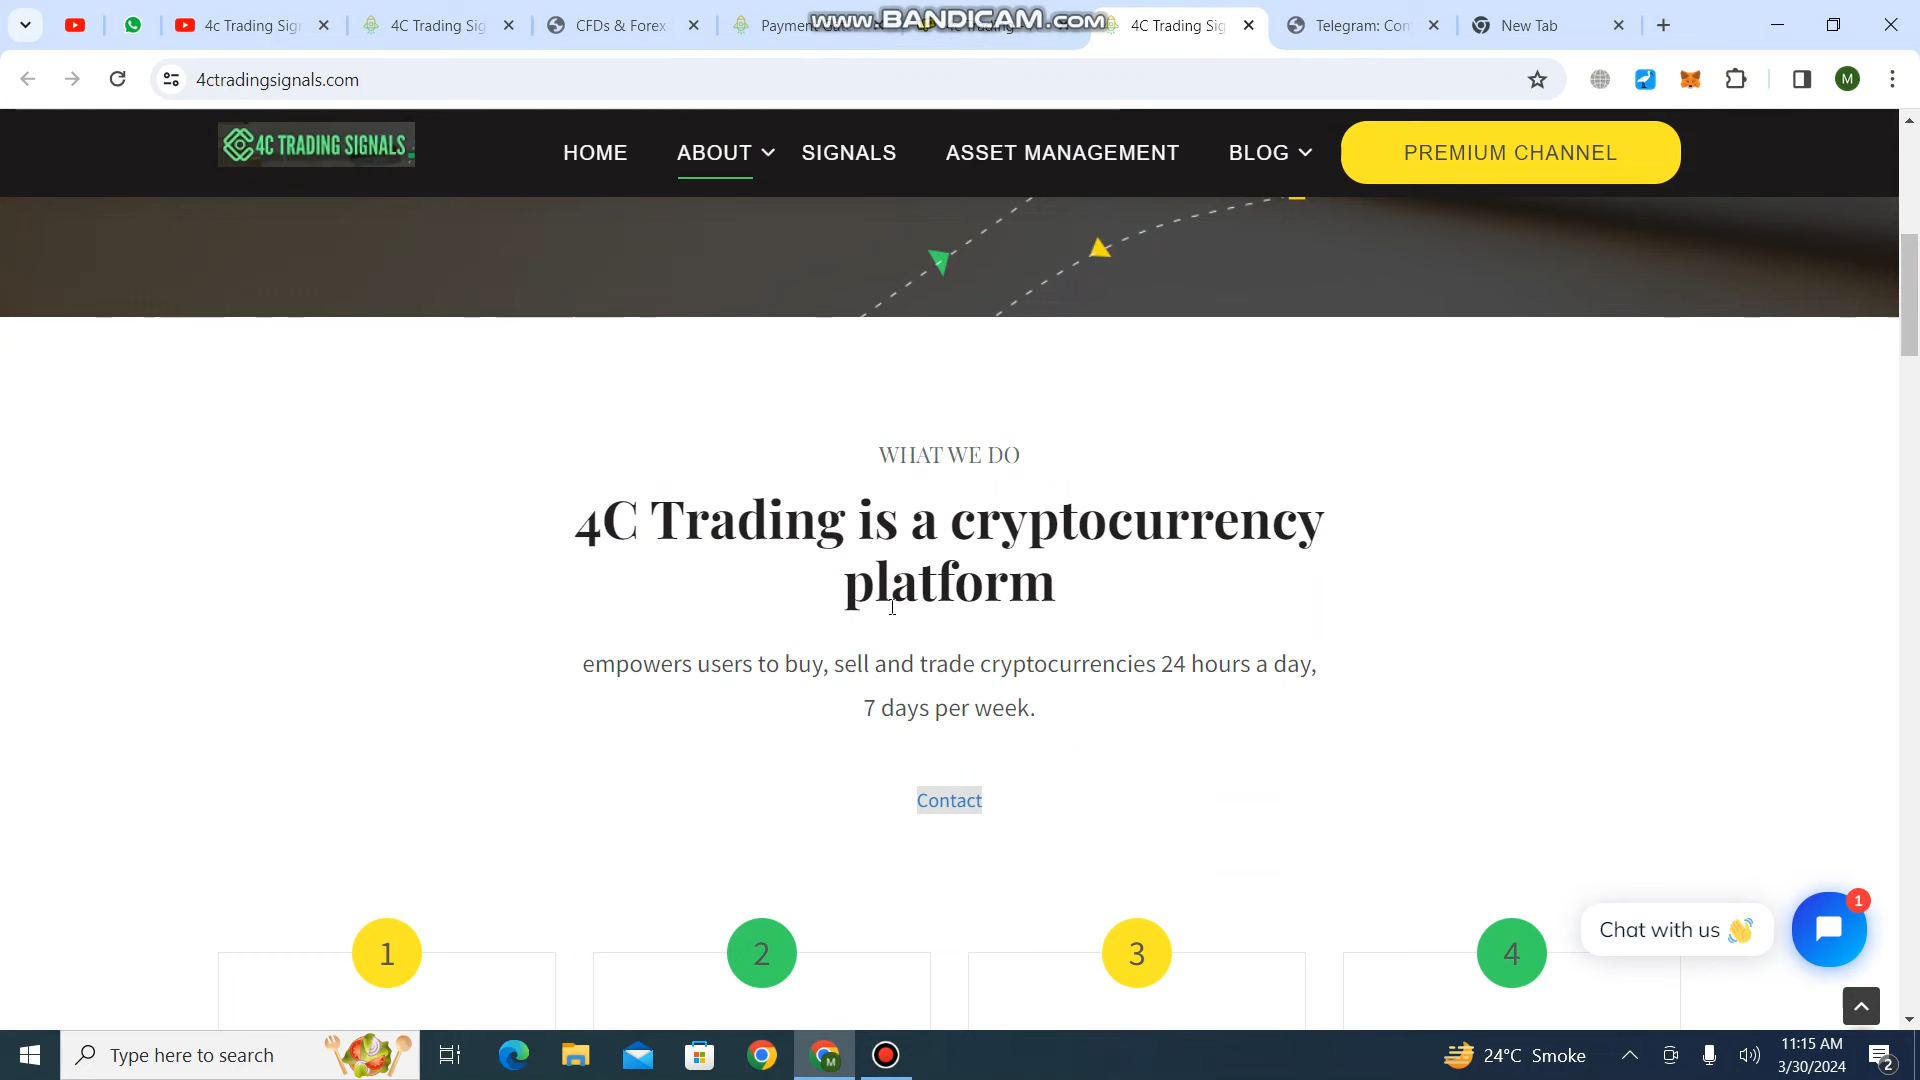 www.BANDICAM.com
4c Trading Sig
4C Trading Sig
CFDs & Forex
Payment Gate
4C Trading Sig
Telegram: Con
New Tab
4ctradingsignals.com
M
4C TRADING SIGNALS
HOME
ABOUT
SIGNALS
ASSET MANAGEMENT
BLOG
PREMIUM CHANNEL
WHAT WE DO
4C Trading is a cryptocurrency
platform
empowers users to buy, sell and trade cryptocurrencies 24 hours a day,
7 days per week.
Contact
1
2
3
4
Chat with us
1
Type here to search
M
24°C Smoke
11:15 AM
3/30/2024
2